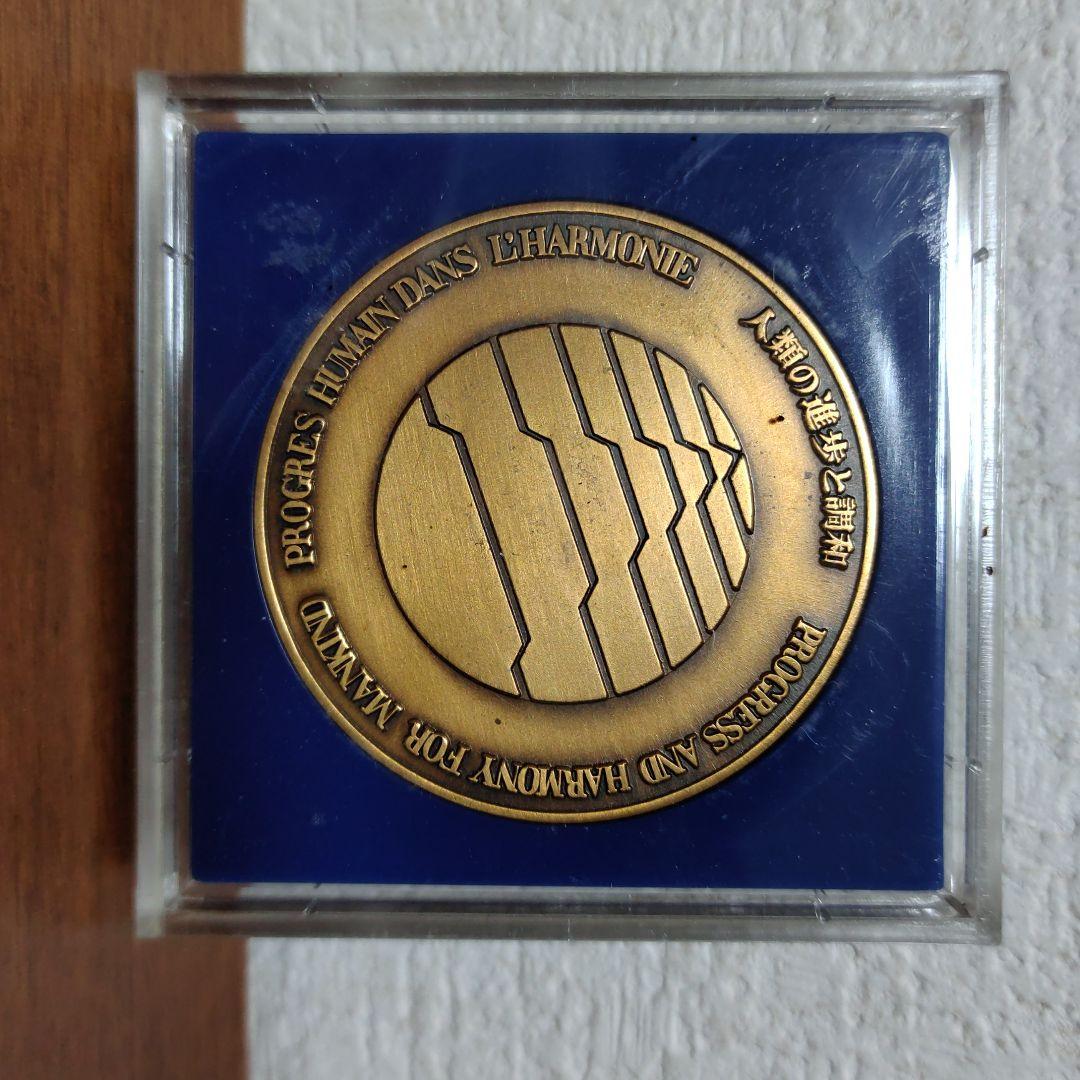 PROGRES HUMAIN DANS L'HARMONIE
人類の進歩と調和
PROGRESS AND HARMONY FOR MANKIND